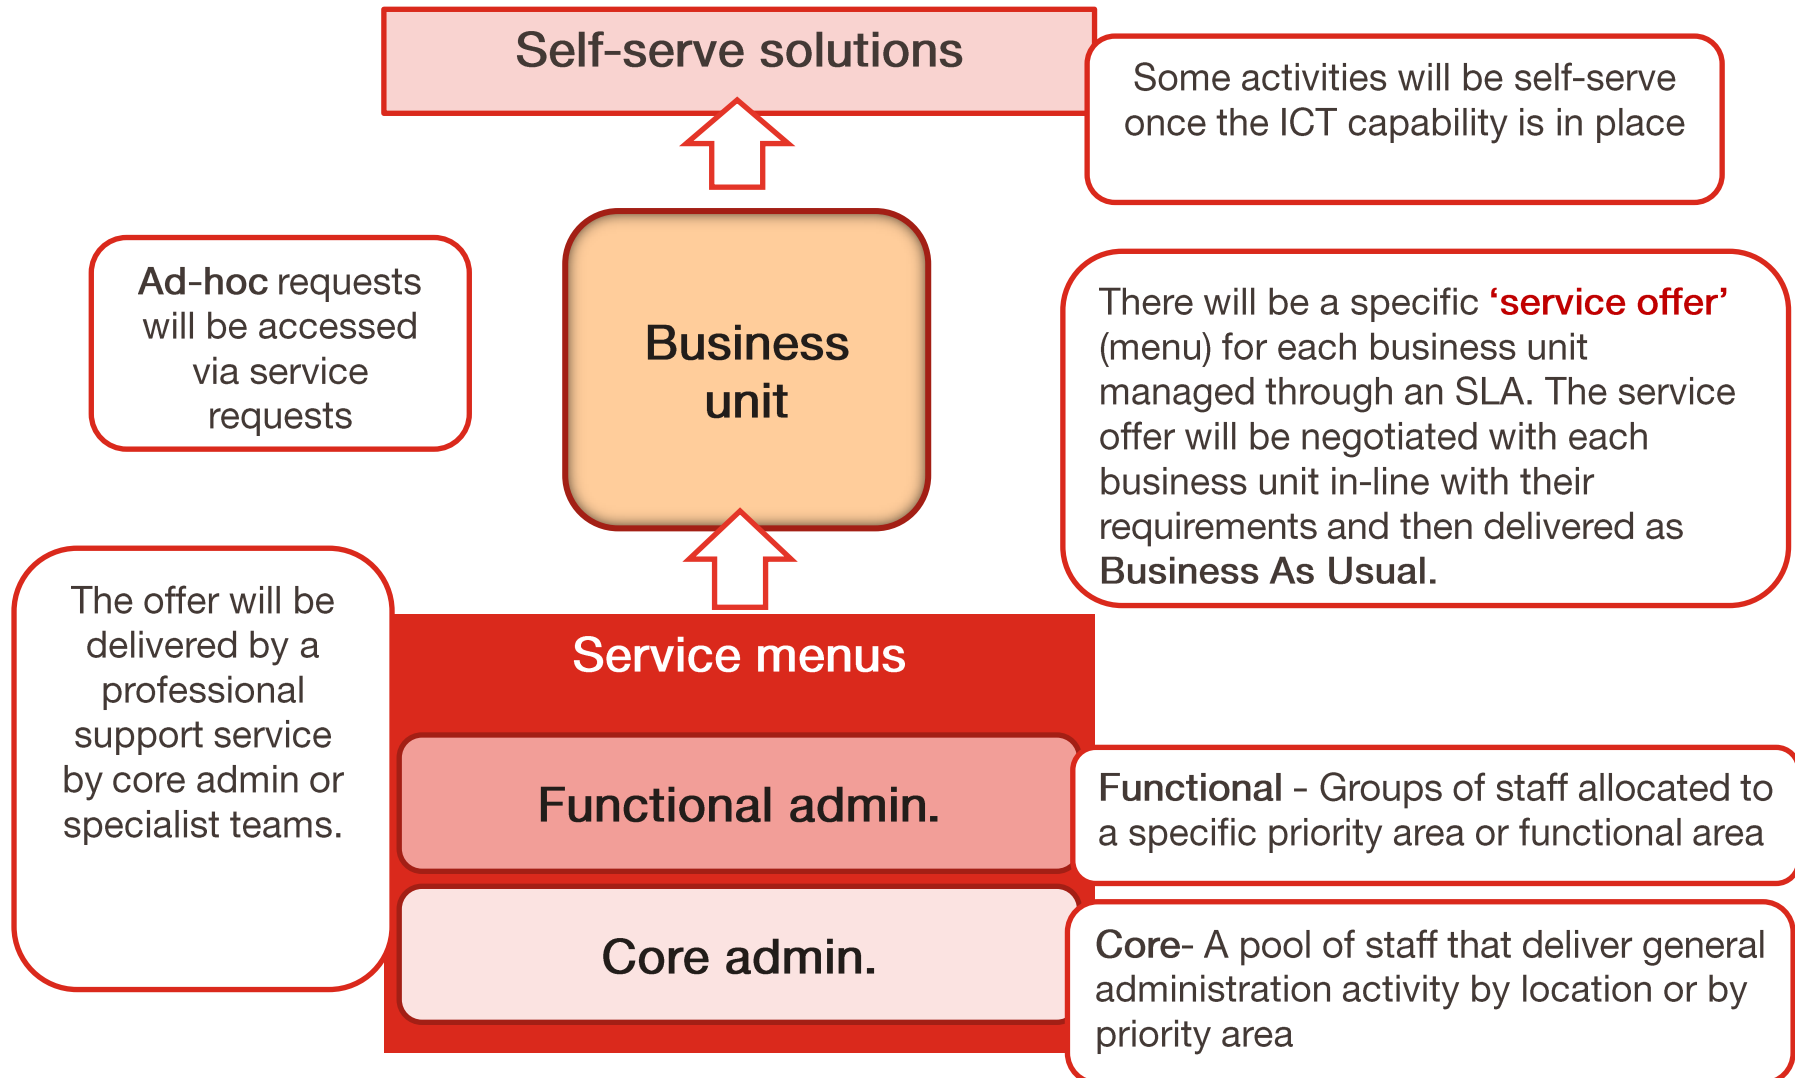 Self-serve solutions
Some activities will be self-serve
once the ICT capability is in place
Ad-hoc requests
will be accessed
via service
requests
Business
unit
There will be a specific ‘service offer’
(menu) for each business unit
managed through an SLA. The service
offer will be negotiated with each
business unit in-line with their
requirements and then delivered as
Business As Usual.
The offer will be
delivered by a
professional
support service
by core admin or
specialist teams.
Service menus
Functional admin.
Functional - Groups of staff allocated to
a specific priority area or functional area
Core admin.
Core- A pool of staff that deliver general
administration activity by location or by
priority area